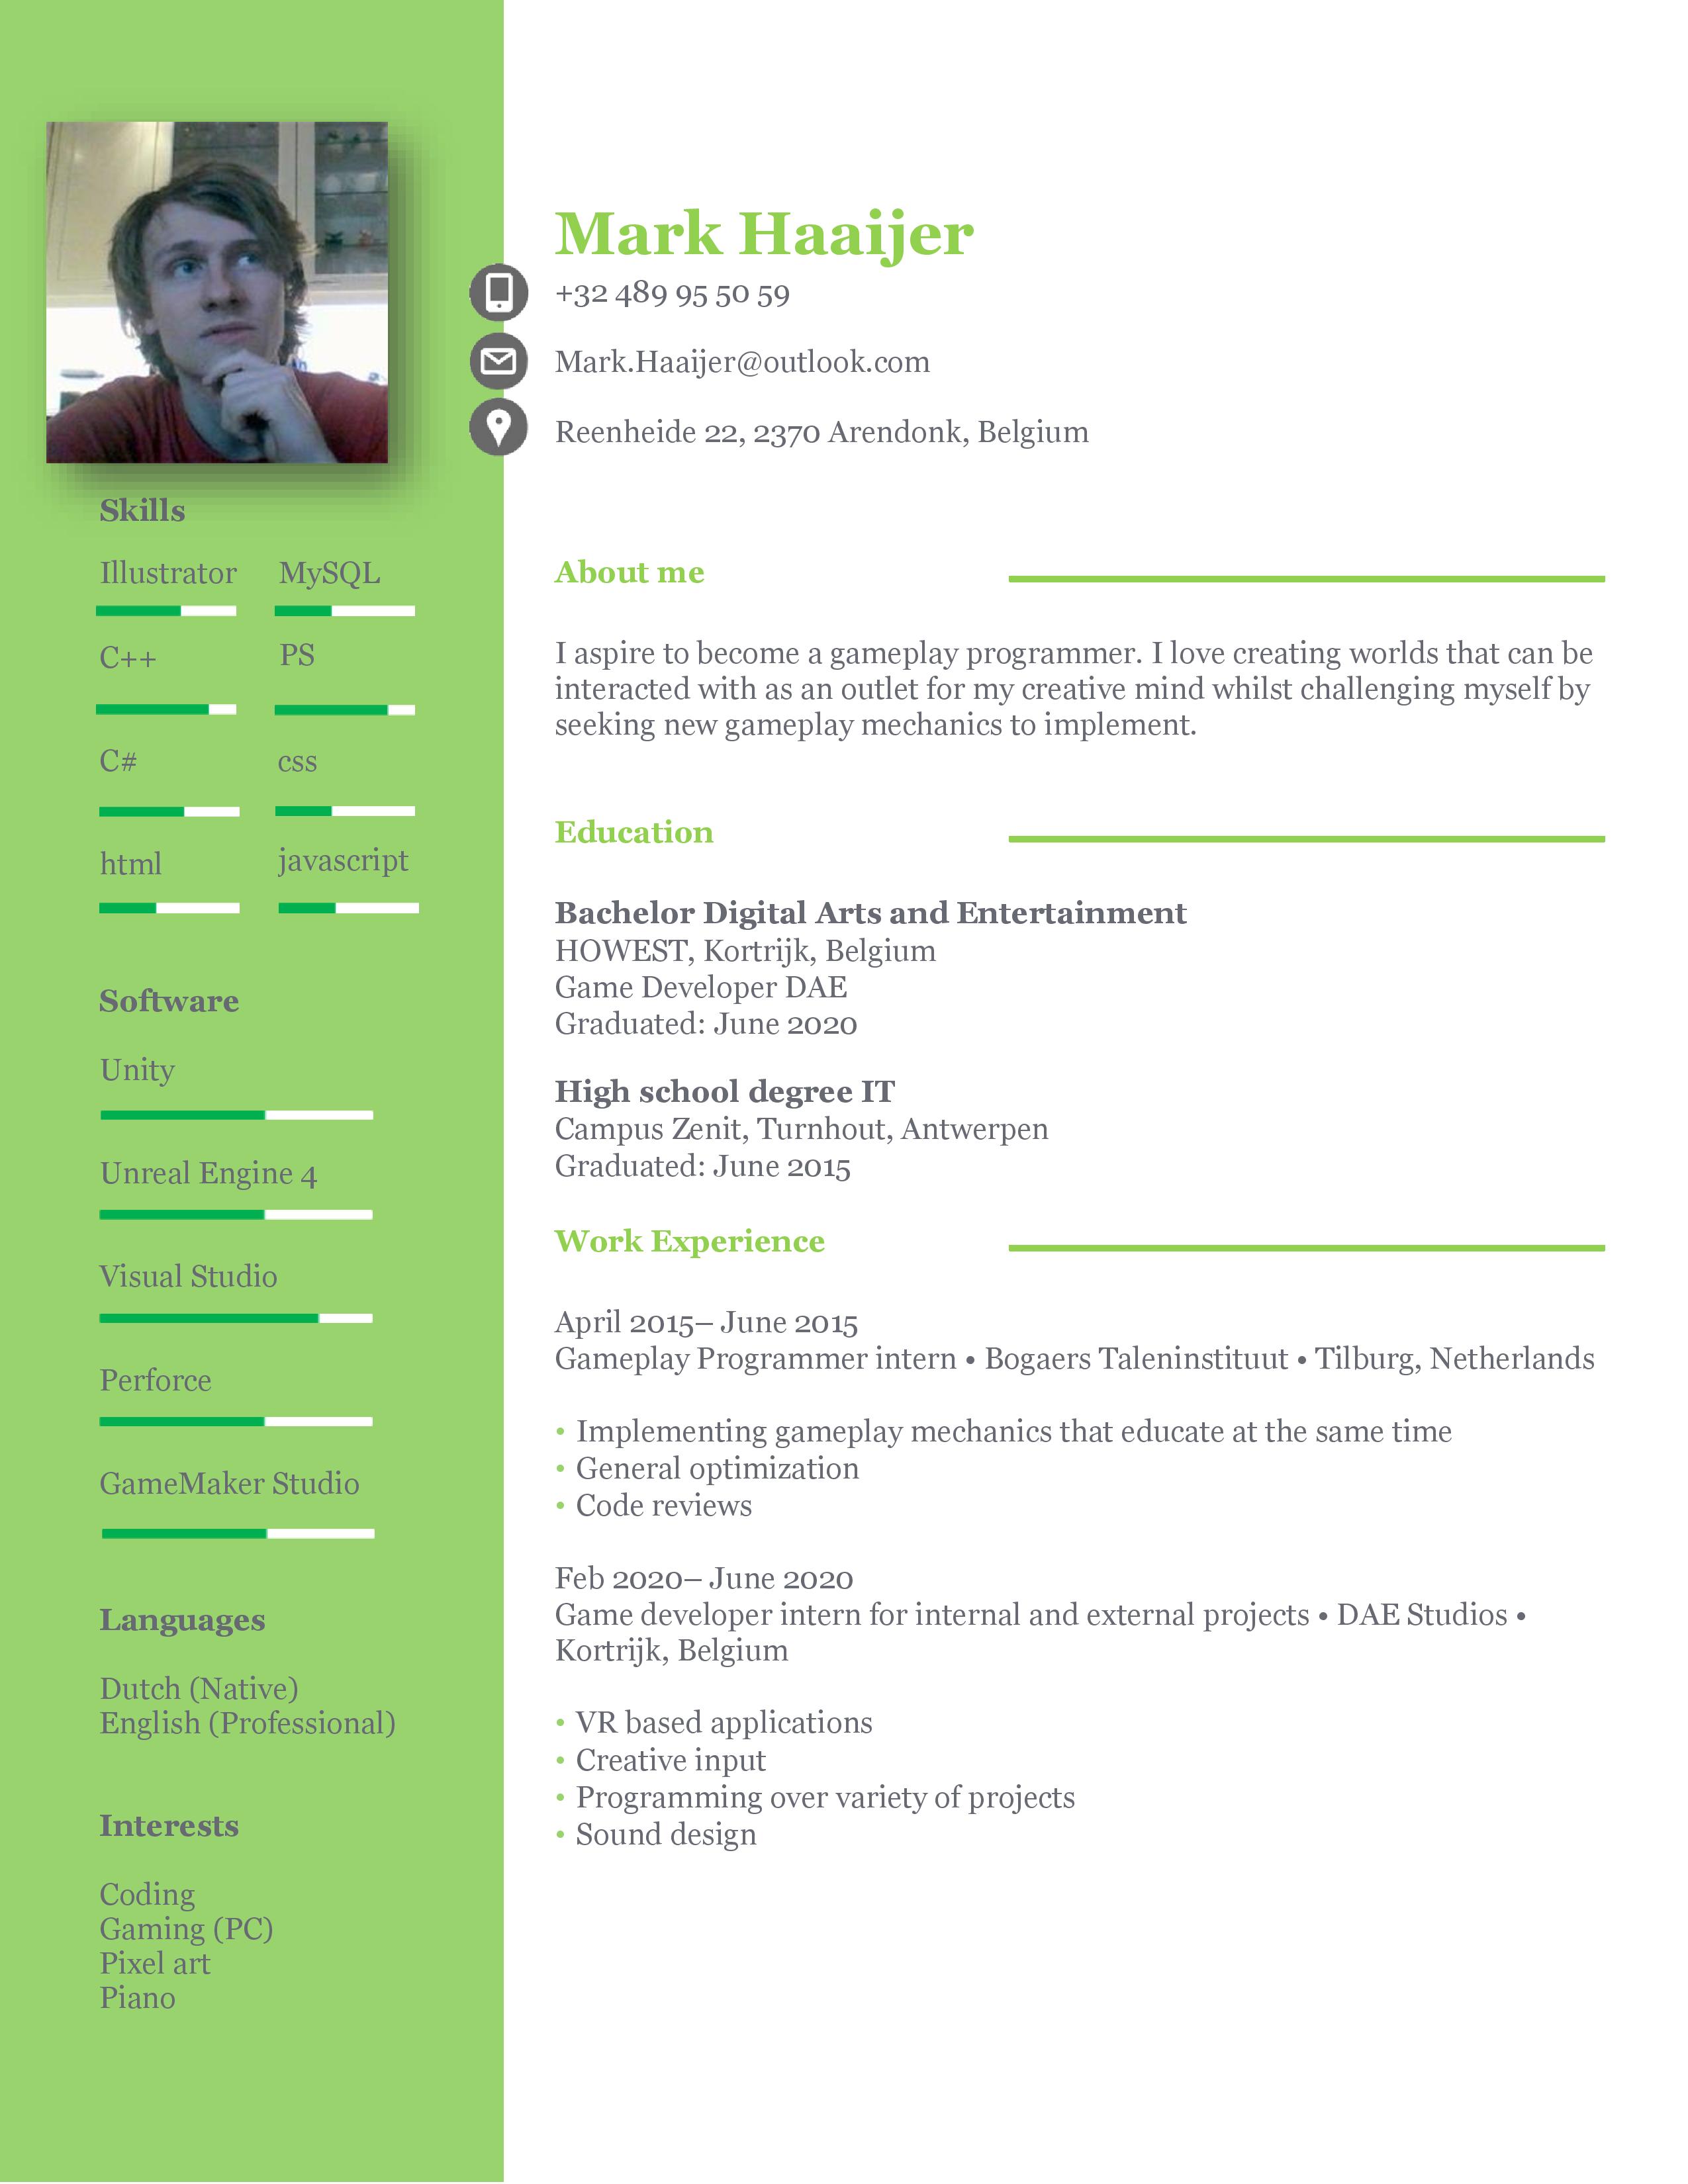 Mark Haaijer
+32 489 95 50 59
Mark.Haaijer@outlook.com
Reenheide 22, 2370 Arendonk, Belgium
Skills
Illustrator MySQL
C++ PS
C# css
html javascript
Software
Unity
Unreal Engine 4
Visual Studio
Perforce
GameMaker Studio
Languages
Dutch (Native)
English (Professional)
Interests
Coding
Gaming (PC)
Pixel art
Piano
About me
I aspire to become a gameplay programmer. I love creating worlds that can be
interacted with as an outlet for my creative mind whilst challenging myself by
seeking new gameplay mechanics to implement.
Education
Bachelor Digital Arts and Entertainment
HOWEST, Kortrijk, Belgium
Game Developer DAE
Graduated: June 2020
High school degree IT
Campus Zenit, Turnhout, Antwerpen
Graduated: June 2015
Work Experience
April 2015– June 2015
Gameplay Programmer intern • Bogaers Taleninstituut • Tilburg, Netherlands
• Implementing gameplay mechanics that educate at the same time
• General optimization
• Code reviews
Feb 2020– June 2020
Game developer intern for internal and external projects • DAE Studios •
Kortrijk, Belgium
• VR based applications
• Creative input
• Programming over variety of projects
• Sound design